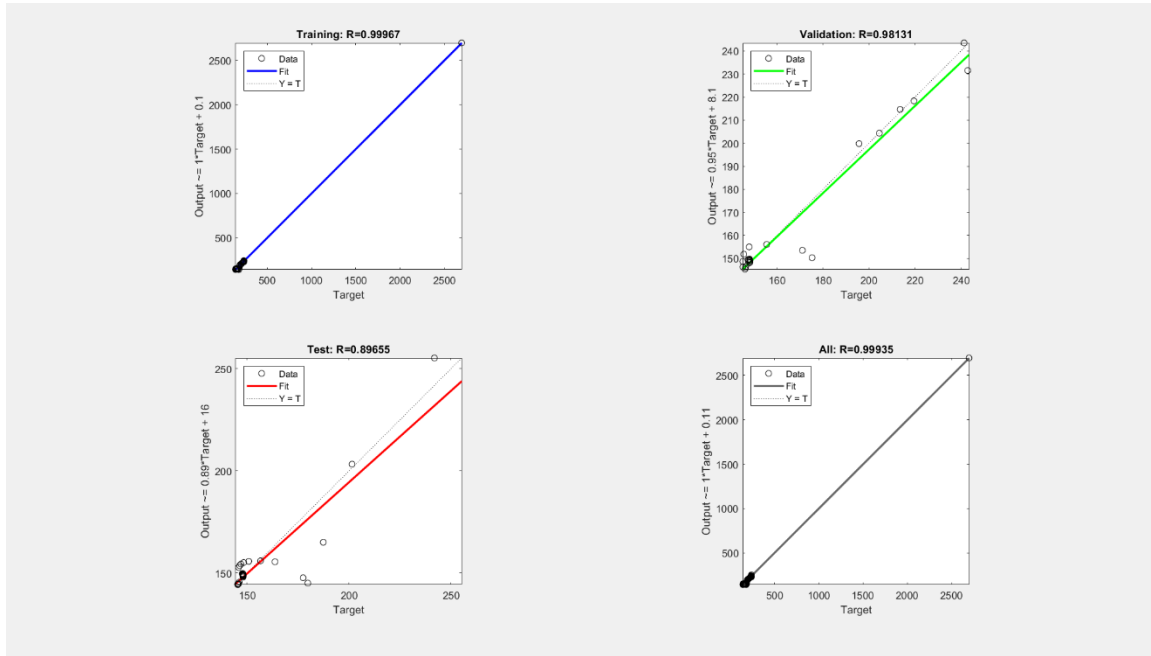 Training: R=0.99967
Data
Fit
Y = T
Output ~= 1*Target + 0.1
2500
2000
1500
1000
500
500 1000 1500 2000 2500
Target
Validation: R=0.98131
Data
Fit
Y = T
Output ~= 0.95*Target + 8.1
240
230
220
210
200
190
180
170
160
150
160 180 200 220 240
Target
Test: R=0.89655
Data
Fit
Y = T
Output ~= 0.89*Target + 16
250
200
150
150 200 250
Target
All: R=0.99935
Data
Fit
Y = T
Output ~= 1*Target + 0.11
2500
2000
1500
1000
500
500 1000 1500 2000 2500
Target